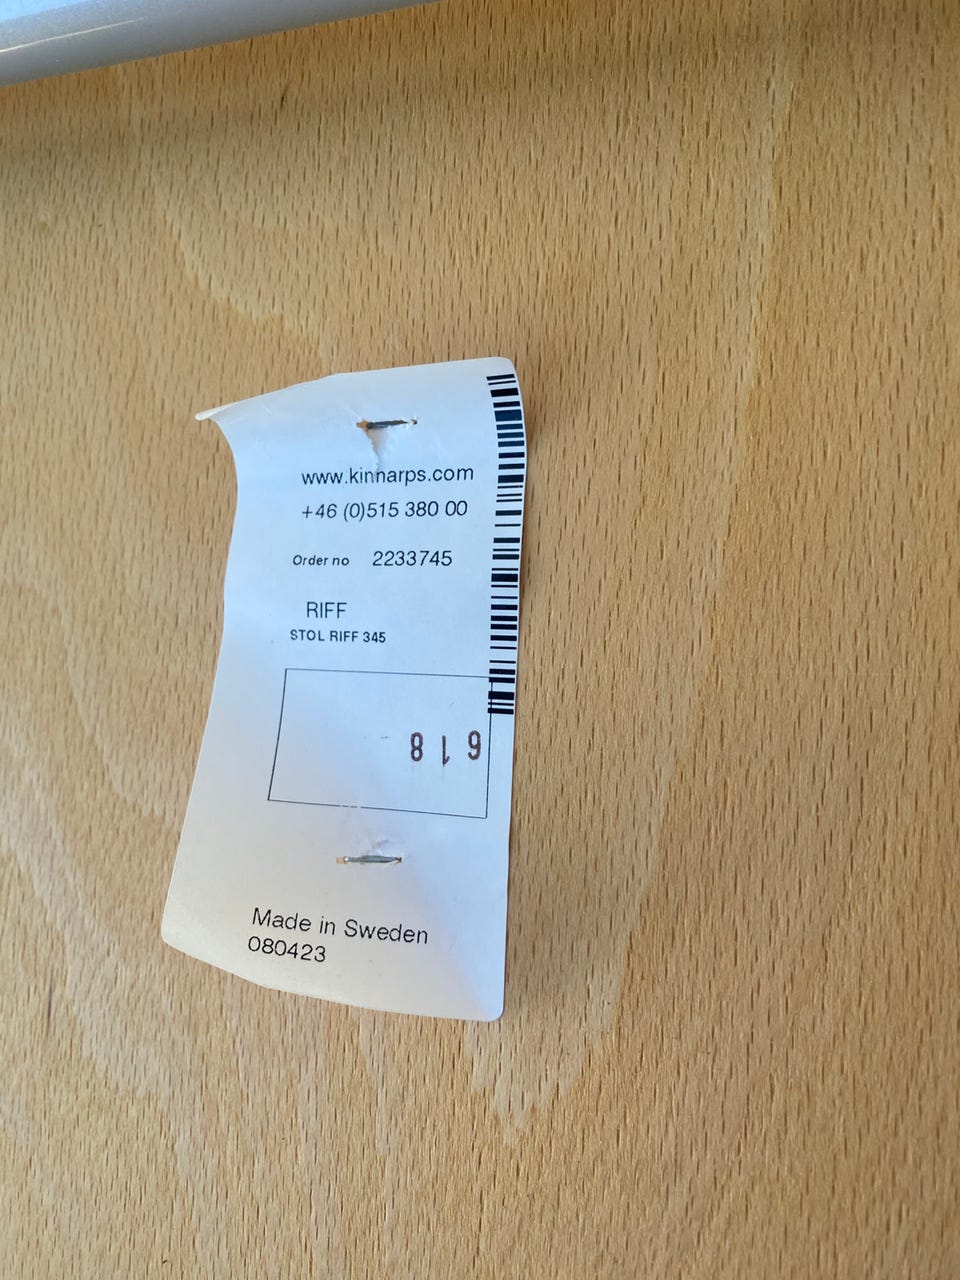 www.kinnarps.com
+46 (0)515 380 00
Order no 2233745
RIFF
STOL RIFF 345
Made in Sweden
080423